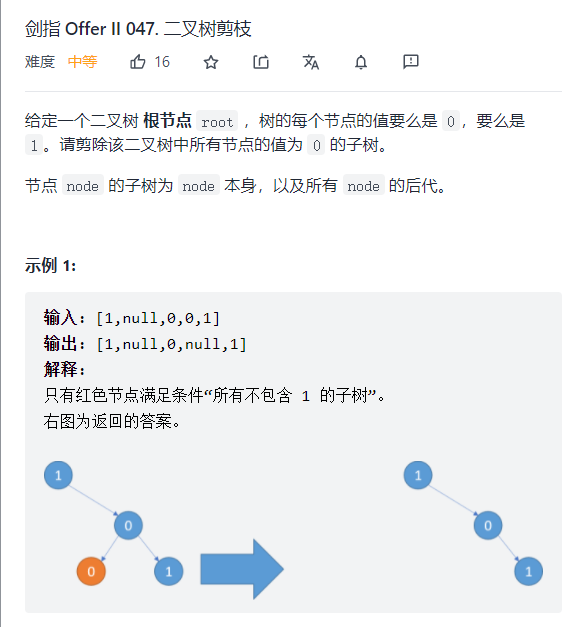 剑指 Offer II 047. 二叉树剪枝
难度 中等 16
给定一个二叉树 根节点 root ，树的每个节点的值要么是 0，要么是
1。请剪除该二叉树中所有节点的值为 0 的子树。
节点 node 的子树为 node 本身，以及所有 node 的后代。
示例 1:
输入: [1,null,0,0,1]
输出: [1,null,0,null,1]
解释:
只有红色节点满足条件“所有不包含 1 的子树”。
右图为返回的答案。
1 1
0 0
0 1 1